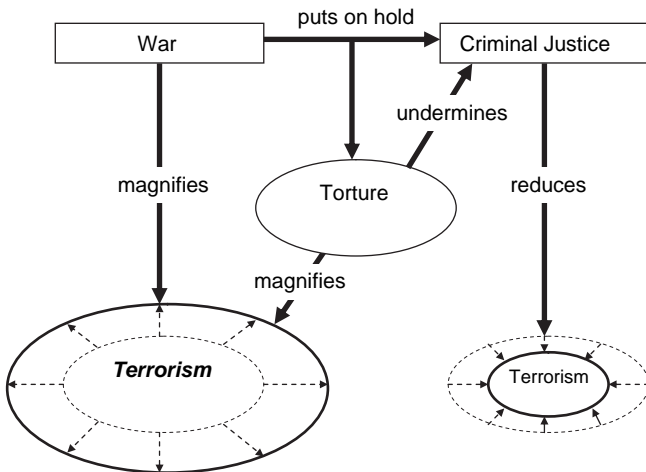 puts on hold
War
Criminal Justice
undermines
magnifies
Torture
reduces
magnifies
Terrorism
Terrorism